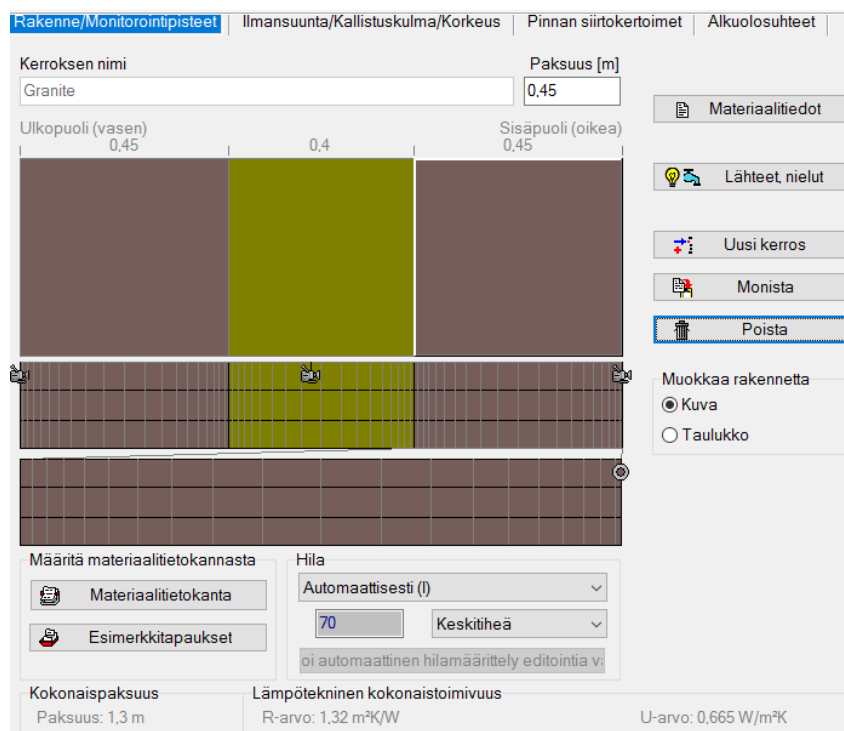 Rakenne/Monitorointipisteet Ilmansuunta/Kallistuskulma/Korkeus Pinnan siirtokertoimet Alkuolosuhteet
Kerroksen nimi Paksuus [m]
Granite 0,45
Materiaalitiedot
Ulkopuoli (vasen) Sisäpuoli (oikea)
0,45 0,4 0,45
Lähteet, nielut
Uusi kerros
Monista
Poista
Muokkaa rakennetta
Kuva
Taulukko
Määritä materiaalitietokannasta Hila
Materiaalitietokanta Automaattisesti (I)
70 Keskitiheä
Esimerkkitapaukset
oi automaattinen hilamäärittely editointia v
Kokonaispaksuus Lämpötekninen kokonaistoimivuus
Paksuus: 1,3 m R-arvo: 1,32 m²K/W U-arvo: 0,665 W/m²K